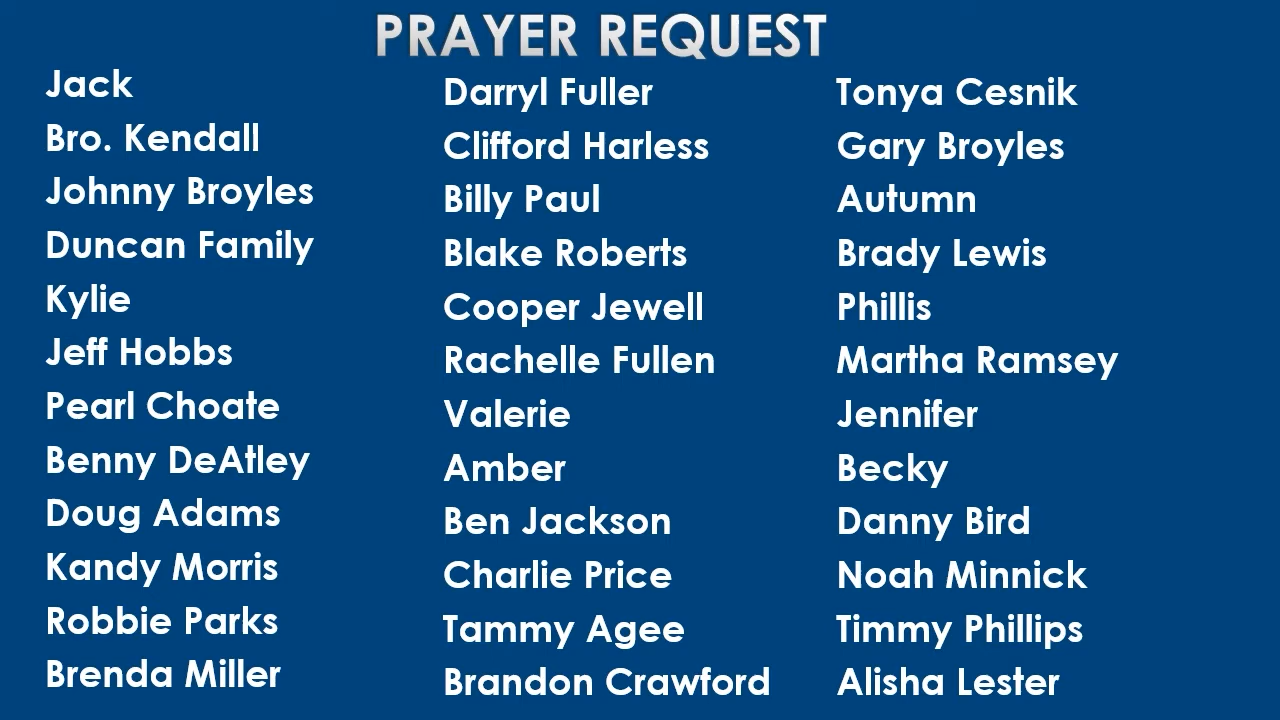 PRAYER REQUEST
Jack
Bro. Kendall
Johnny Broyles
Duncan Family
Kylie
Jeff Hobbs
Pearl Choate
Benny DeAtley
Doug Adams
Kandy Morris
Robbie Parks
Brenda Miller
Darryl Fuller
Clifford Harless
Billy Paul
Blake Roberts
Cooper Jewell
Rachelle Fullen
Valerie
Amber
Ben Jackson
Charlie Price
Tammy Agee
Brandon Crawford
Tonya Cesnik
Gary Broyles
Autumn
Brady Lewis
Phillis
Martha Ramsey
Jennifer
Becky
Danny Bird
Noah Minnick
Timmy Phillips
Alisha Lester